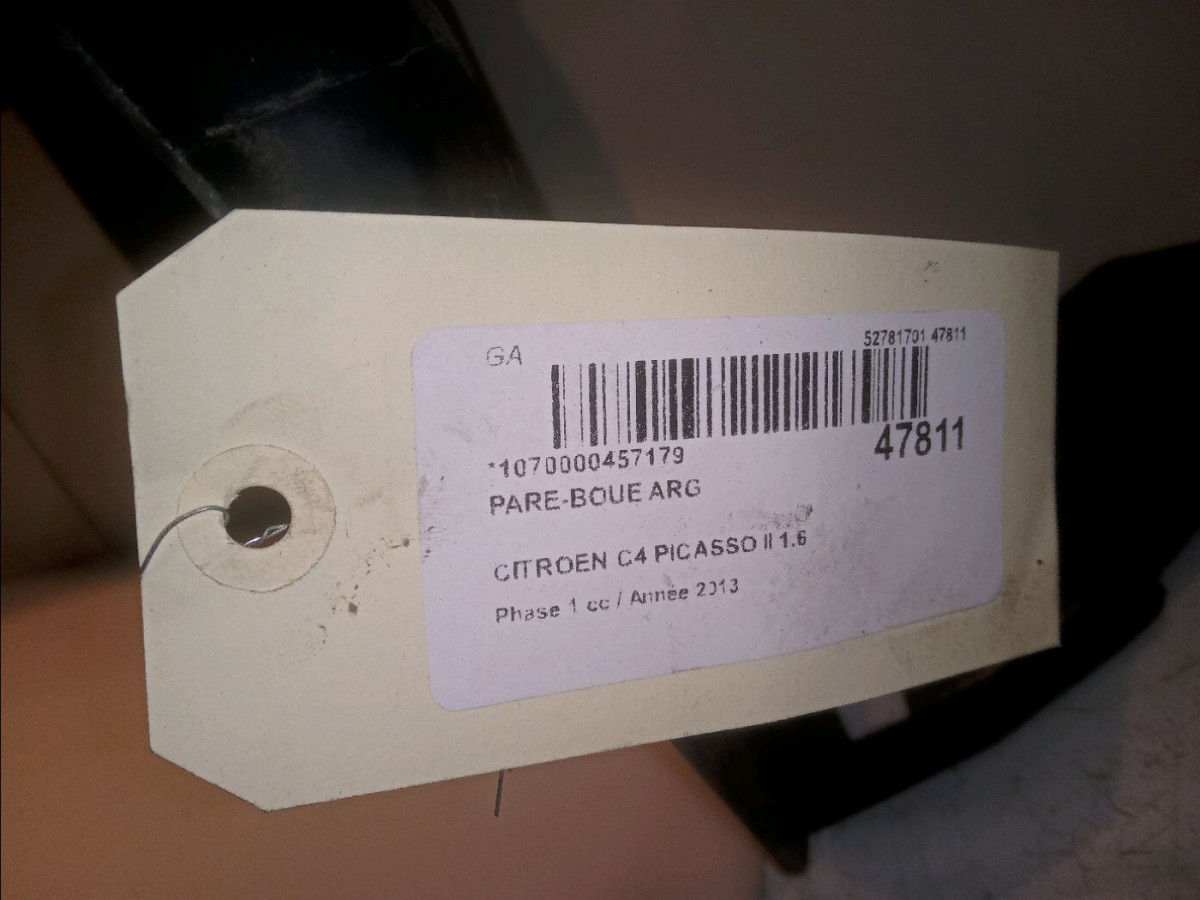 GA
52781701 47811
47811
*1070000457179
PARE-BOUE ARG
CITROEN C4 PICASSO II 1.6
Phase 1 cc / Année 2013